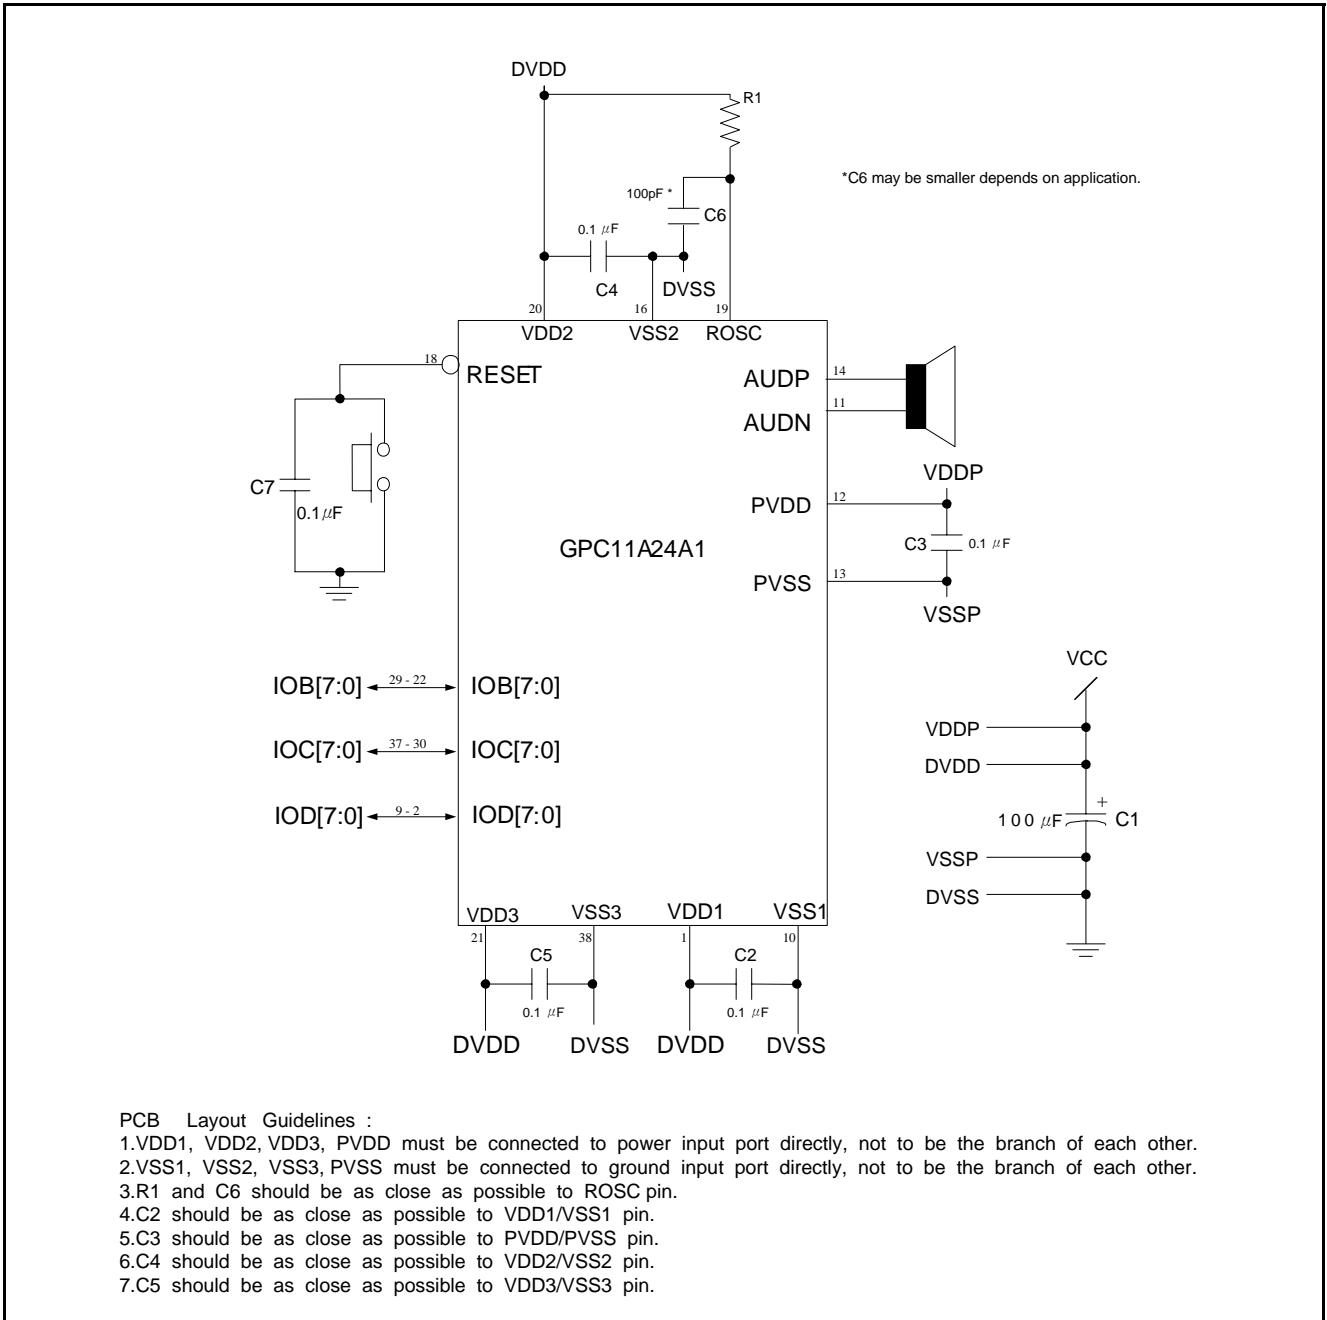 DVDD
R1
*C6 may be smaller depends on application.
100pF *
C6
0.1 μF
C4
DVSS
20
16
19
VDD2
VSS2
ROSC
18
RESET
AUDP
14
AUDN
11
VDDP
PVDD
12
C7
0.1μF
GPC11A24A1
C3
0.1 μF
PVSS
13
VSSP
VCC
IOB[7:0]
29 - 22
IOB[7:0]
VDDP
IOC[7:0]
37 - 30
IOC[7:0]
DVDD
IOD[7:0]
9 - 2
IOD[7:0]
100 μF
+
C1
VSSP
DVSS
VDD3
VSS3
VDD1
VSS1
21
38
1
10
C5
C2
0.1 μF
0.1 μF
DVDD
DVSS
DVDD
DVSS
PCB Layout Guidelines :
1.VDD1, VDD2, VDD3, PVDD must be connected to power input port directly, not to be the branch of each other.
2.VSS1, VSS2, VSS3, PVSS must be connected to ground input port directly, not to be the branch of each other.
3.R1 and C6 should be as close as possible to ROSC pin.
4.C2 should be as close as possible to VDD1/VSS1 pin.
5.C3 should be as close as possible to PVDD/PVSS pin.
6.C4 should be as close as possible to VDD2/VSS2 pin.
7.C5 should be as close as possible to VDD3/VSS3 pin.